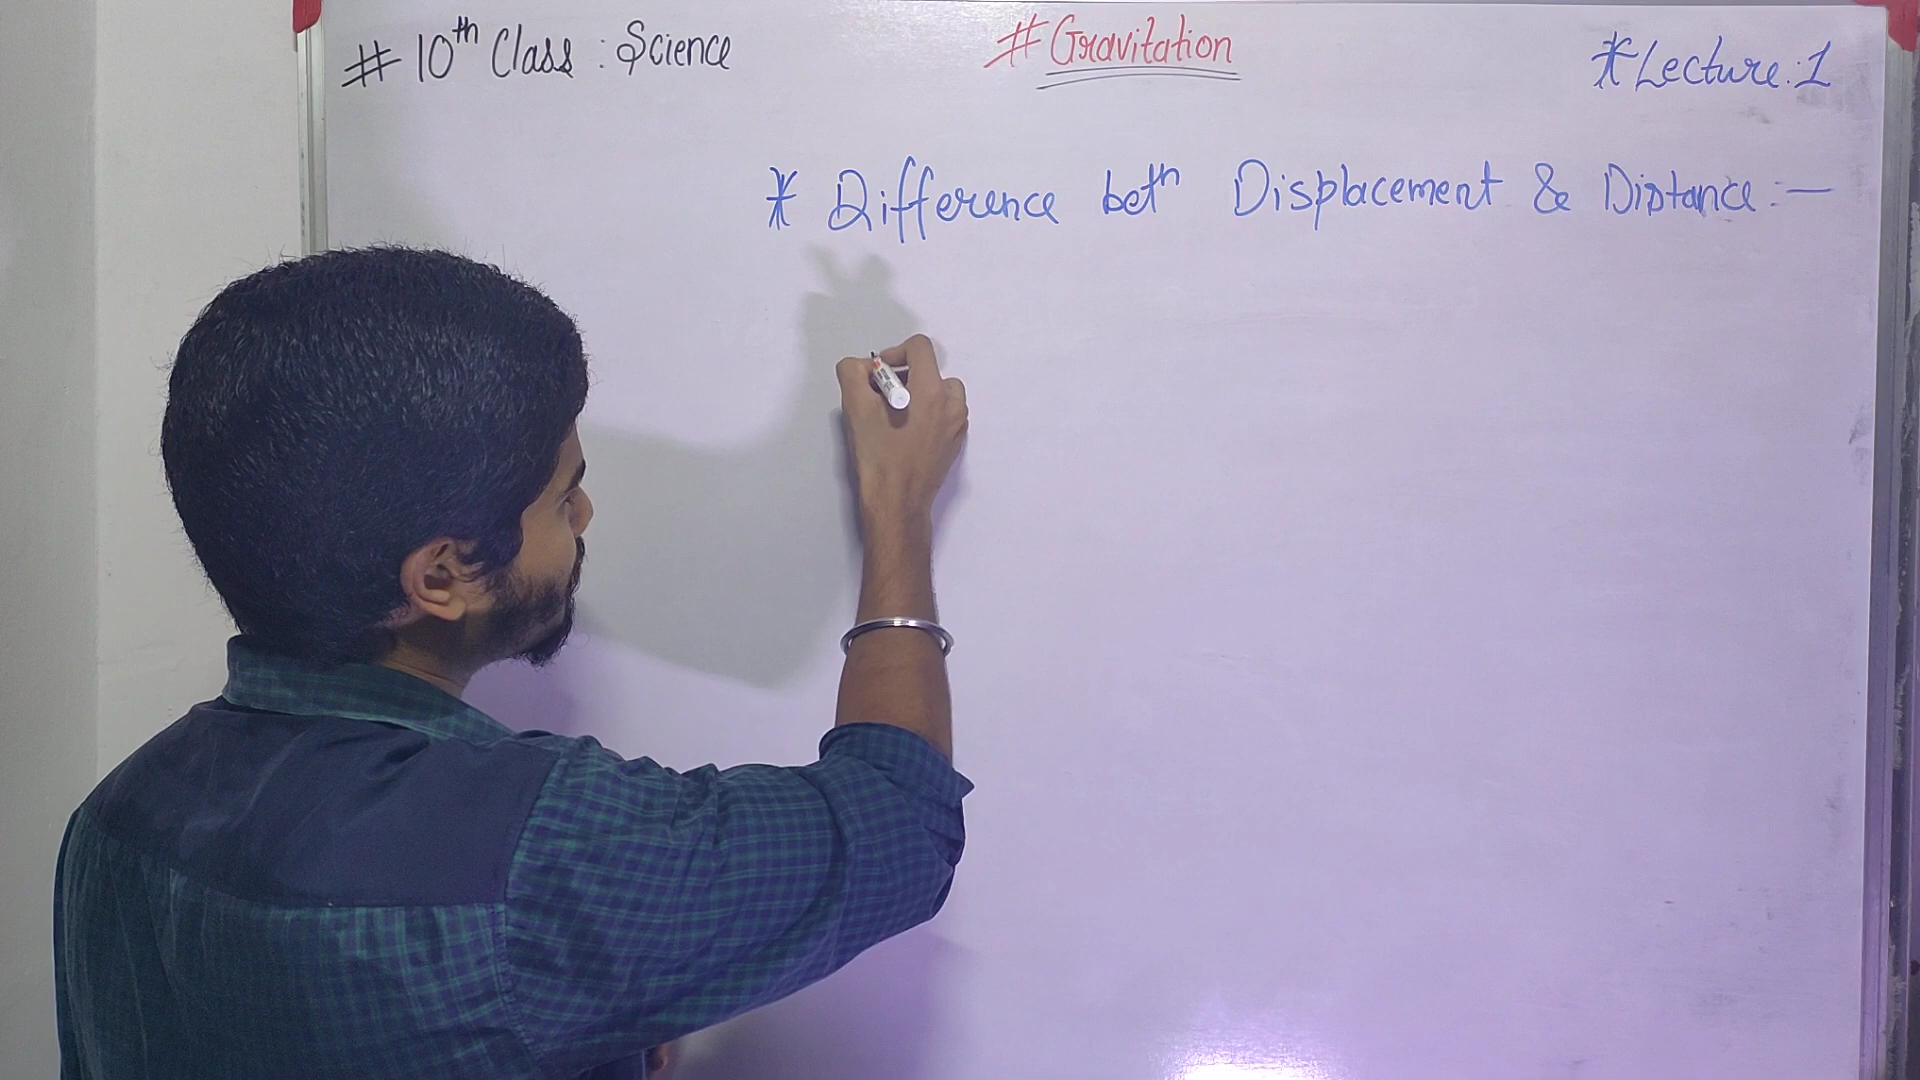 # 10th Class : Science
# Gravitation
* Lecture : 1
* Difference betn Displacement & Distance : —